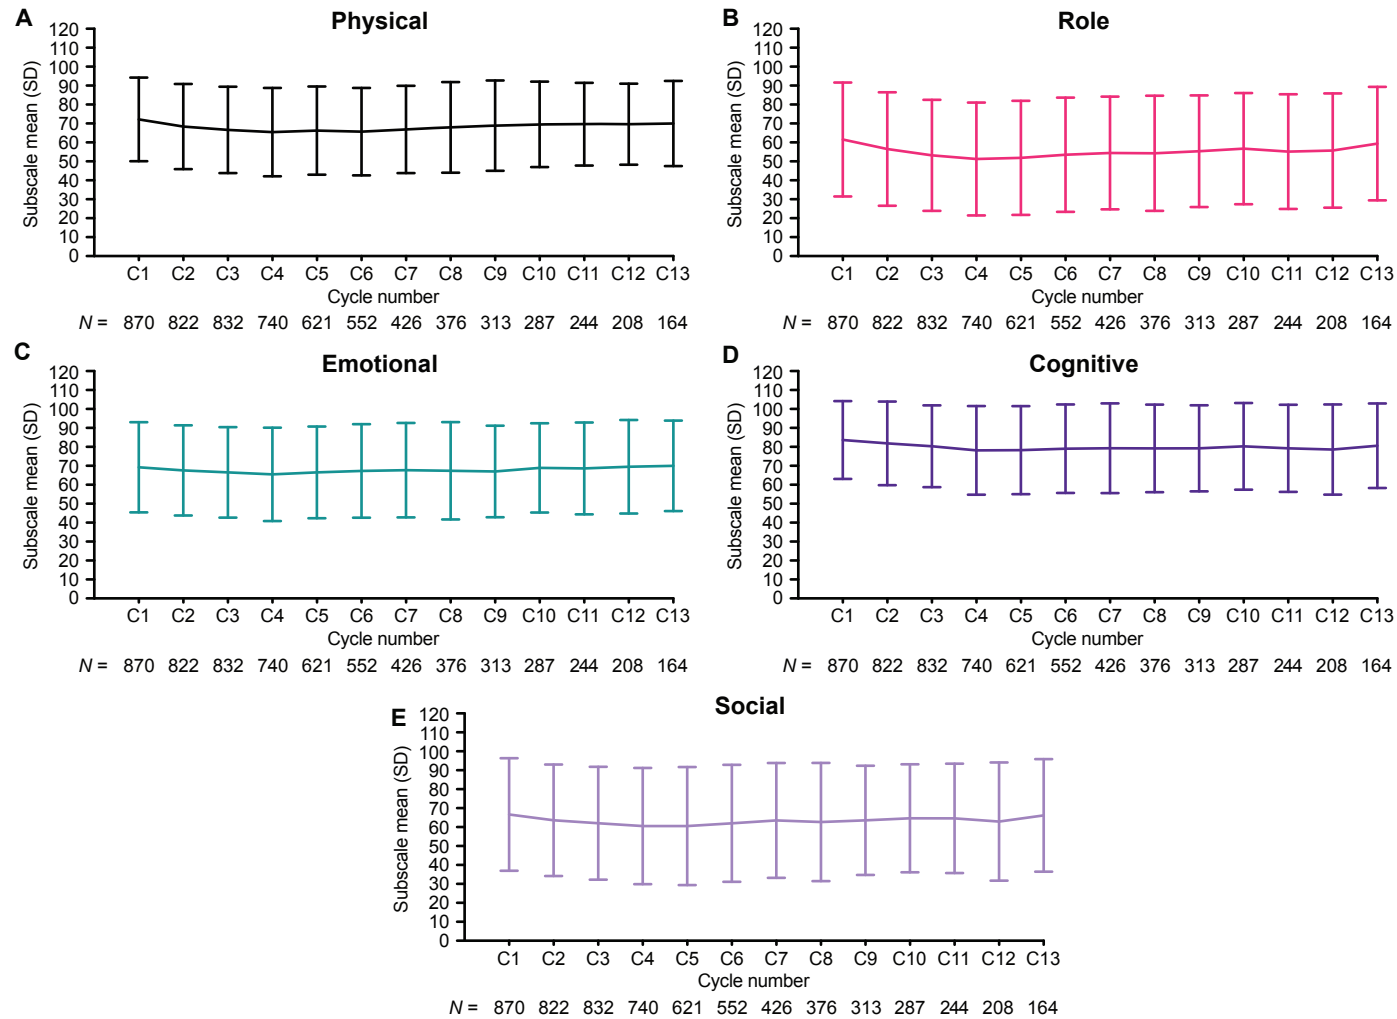 A
Physical
Subscale mean (SD)
120
110
100
90
80
70
60
50
40
30
20
10
0
C1 C2 C3 C4 C5 C6 C7 C8 C9 C10 C11 C12 C13
Cycle number
N = 870 822 832 740 621 552 426 376 313 287 244 208 164
B
Role
Subscale mean (SD)
120
110
100
90
80
70
60
50
40
30
20
10
0
C1 C2 C3 C4 C5 C6 C7 C8 C9 C10 C11 C12 C13
Cycle number
N = 870 822 832 740 621 552 426 376 313 287 244 208 164
C
Emotional
Subscale mean (SD)
120
110
100
90
80
70
60
50
40
30
20
10
0
C1 C2 C3 C4 C5 C6 C7 C8 C9 C10 C11 C12 C13
Cycle number
N = 870 822 832 740 621 552 426 376 313 287 244 208 164
D
Cognitive
Subscale mean (SD)
120
110
100
90
80
70
60
50
40
30
20
10
0
C1 C2 C3 C4 C5 C6 C7 C8 C9 C10 C11 C12 C13
Cycle number
N = 870 822 832 740 621 552 426 376 313 287 244 208 164
E
Social
Subscale mean (SD)
120
110
100
90
80
70
60
50
40
30
20
10
0
C1 C2 C3 C4 C5 C6 C7 C8 C9 C10 C11 C12 C13
Cycle number
N = 870 822 832 740 621 552 426 376 313 287 244 208 164